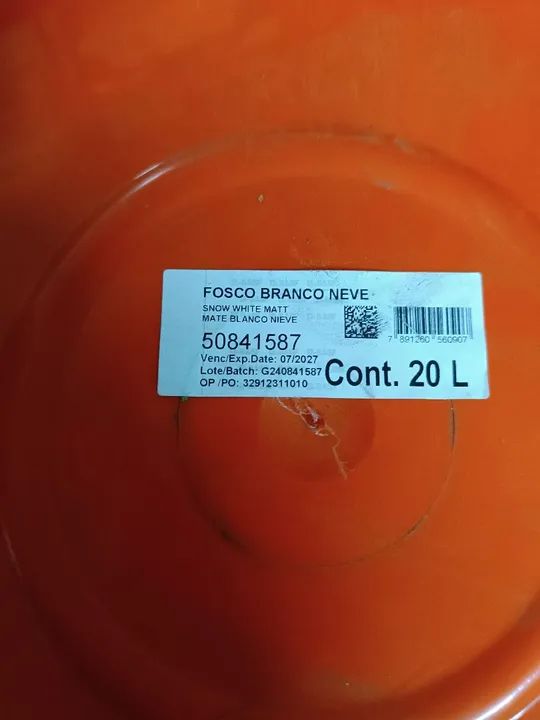 FOSCO BRANCO NEVE
SNOW WHITE MATT
MATE BLANCO NIEVE
50841587
Venc/Exp.Date: 07/2027
Lote/Batch: G240841587
OP /PO: 32912311010
Cont. 20 L
7 891260 560907